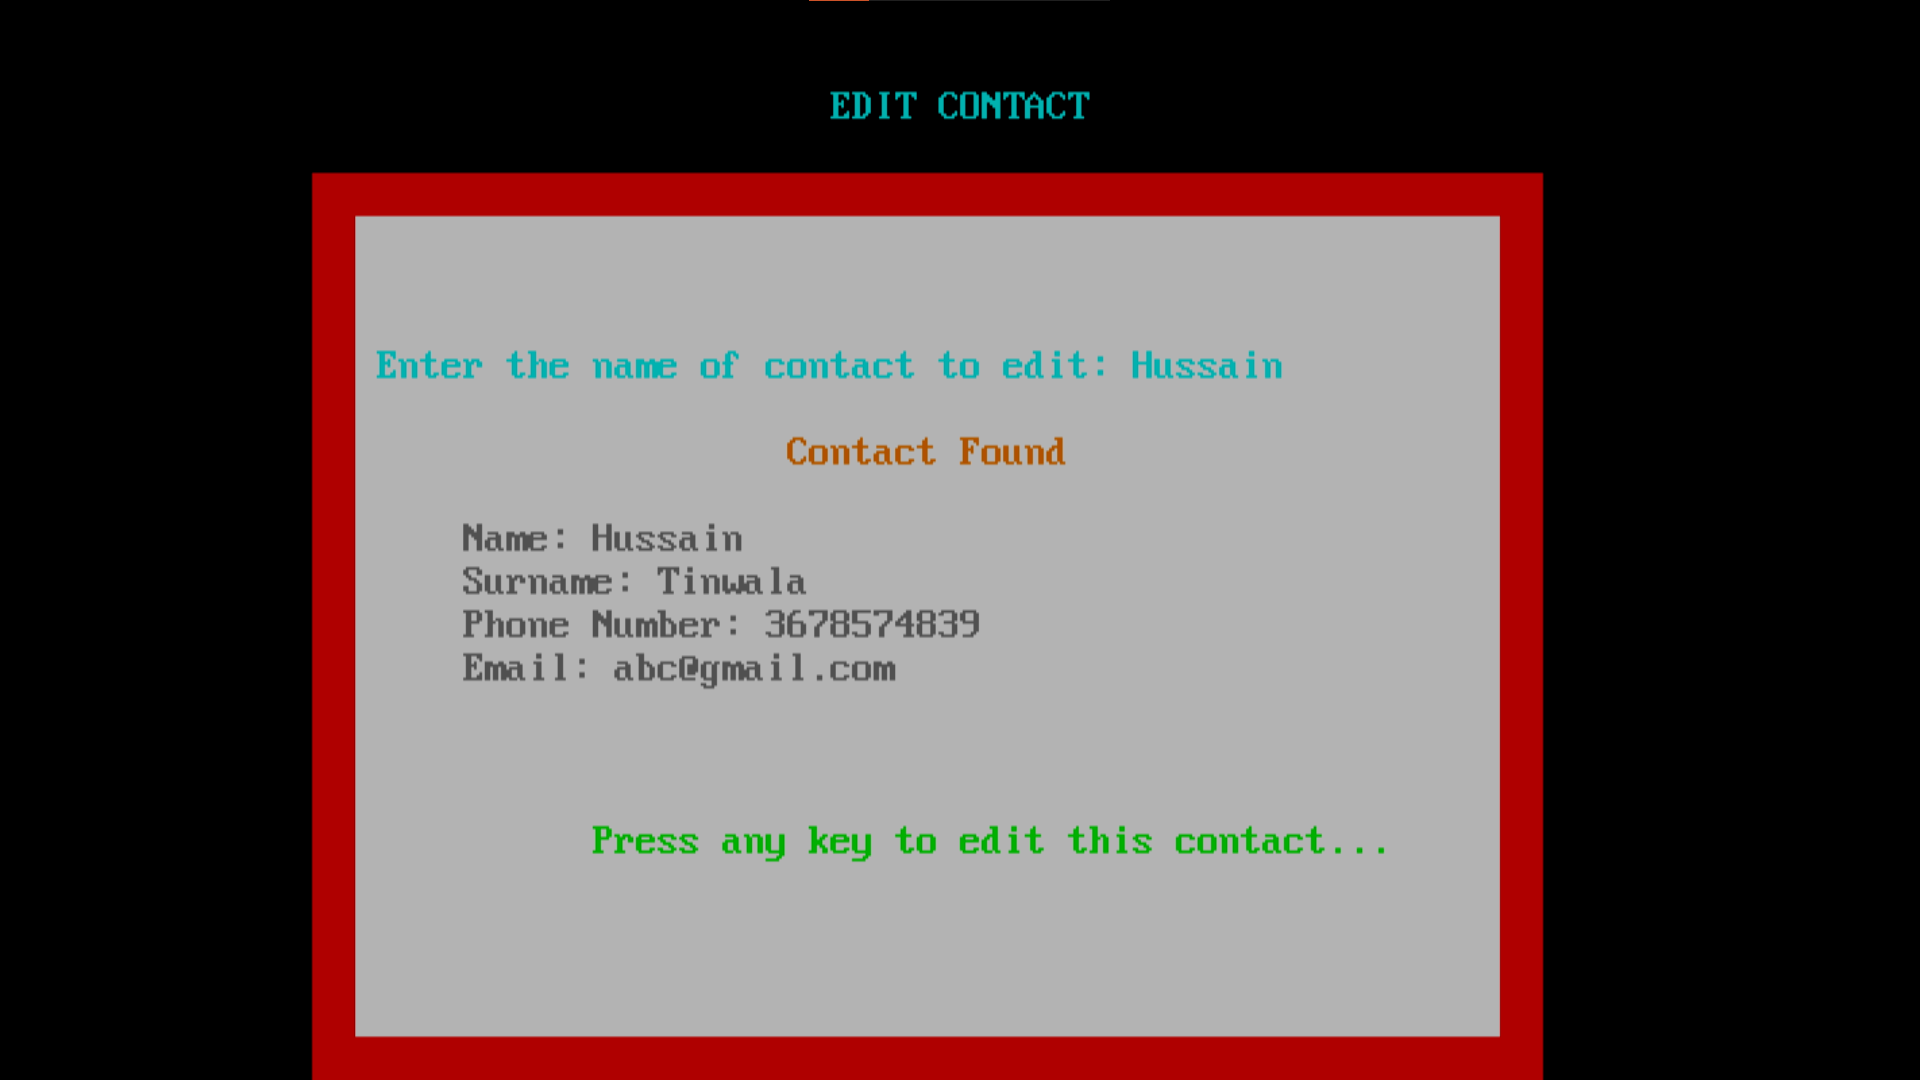 EDIT CONTACT
Enter the name of contact to edit: Hussain
Contact Found
Name: Hussain
Surname: Tinwala
Phone Number: 3678574839
Email: abc@gmail.com
Press any key to edit this contact...